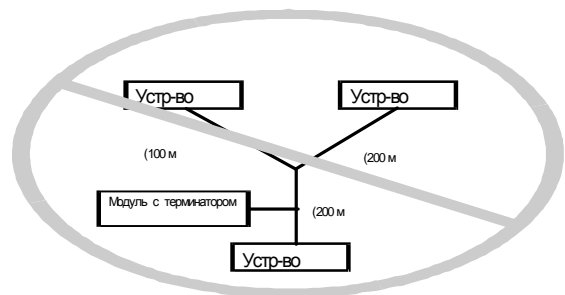 Устр-во
Устр-во
(100 м
(200 м
Модуль с терминатором
(200 м
Устр-во